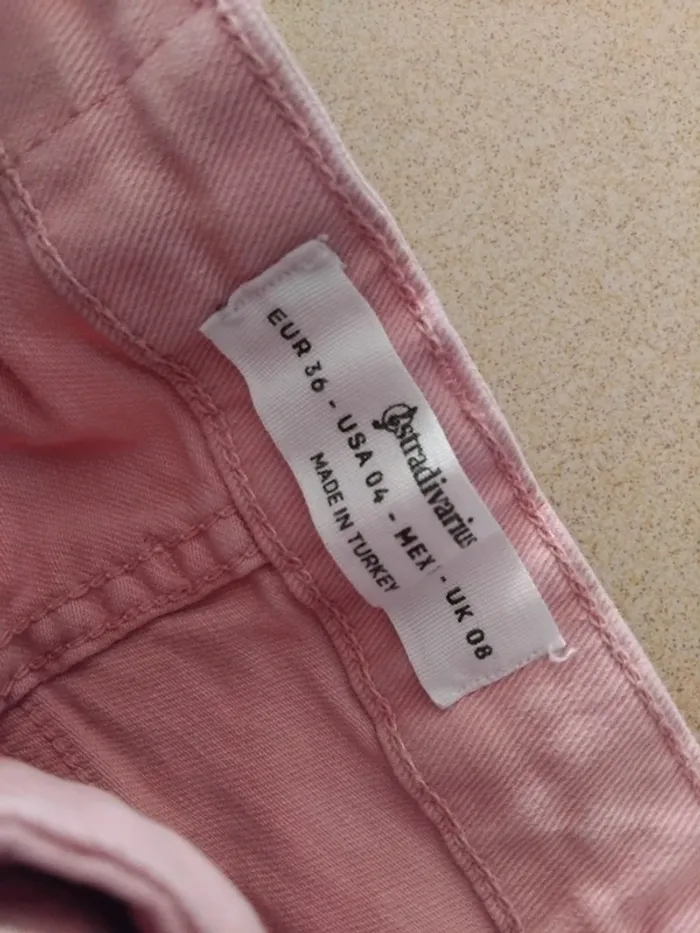 Stradivarius
EUR 36 - USA 04 - MEX - UK 08
MADE IN TURKEY